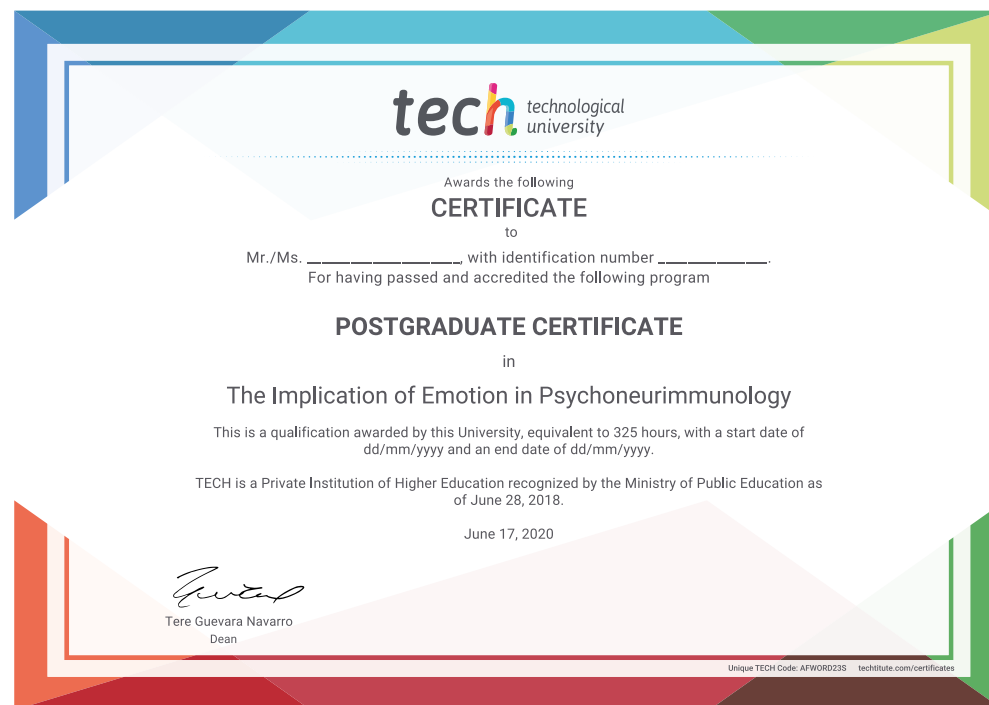 tech technological
university
Awards the following
CERTIFICATE
to
Mr./Ms. ____________________, with identification number ______________.
For having passed and accredited the following program
POSTGRADUATE CERTIFICATE
in
The Implication of Emotion in Psychoneurimmunology
This is a qualification awarded by this University, equivalent to 325 hours, with a start date of
dd/mm/yyyy and an end date of dd/mm/yyyy.
TECH is a Private Institution of Higher Education recognized by the Ministry of Public Education as
of June 28, 2018.
June 17, 2020
Tere Guevara Navarro
Dean
Unique TECH Code: AFWORD23S techtitute.com/certificates